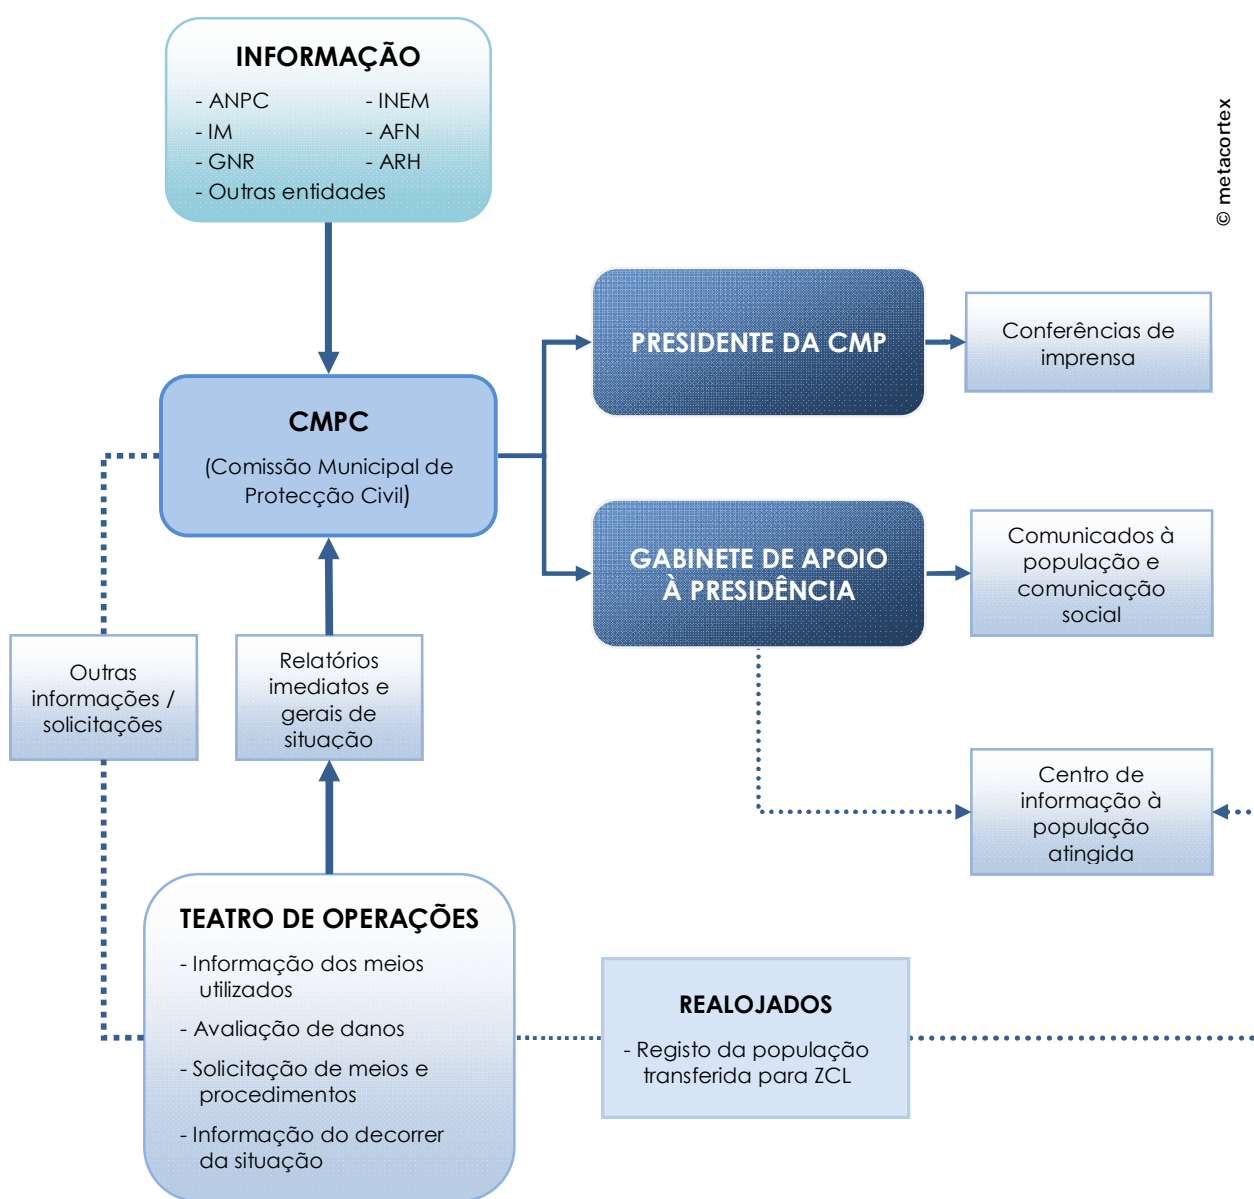 INFORMAÇÃO
- ANPC
- INEM
- IM
- AFN
- GNR
- ARH
- Outras entidades
© metacortex
PRESIDENTE DA CMP
Conferências de
imprensa
CMPC
(Comissão Municipal de
Protecção Civil)
GABINETE DE APOIO
À PRESIDÊNCIA
Comunicados à
população e
comunicação
social
Outras
informações /
solicitações
Relatórios
imediatos e
gerais de
situação
Centro de
informação à
população
atingida
TEATRO DE OPERAÇÕES
- Informação dos meios
utilizados
- Avaliação de danos
- Solicitação de meios e
procedimentos
- Informação do decorrer
da situação
REALOJADOS
- Registo da população
transferida para ZCL